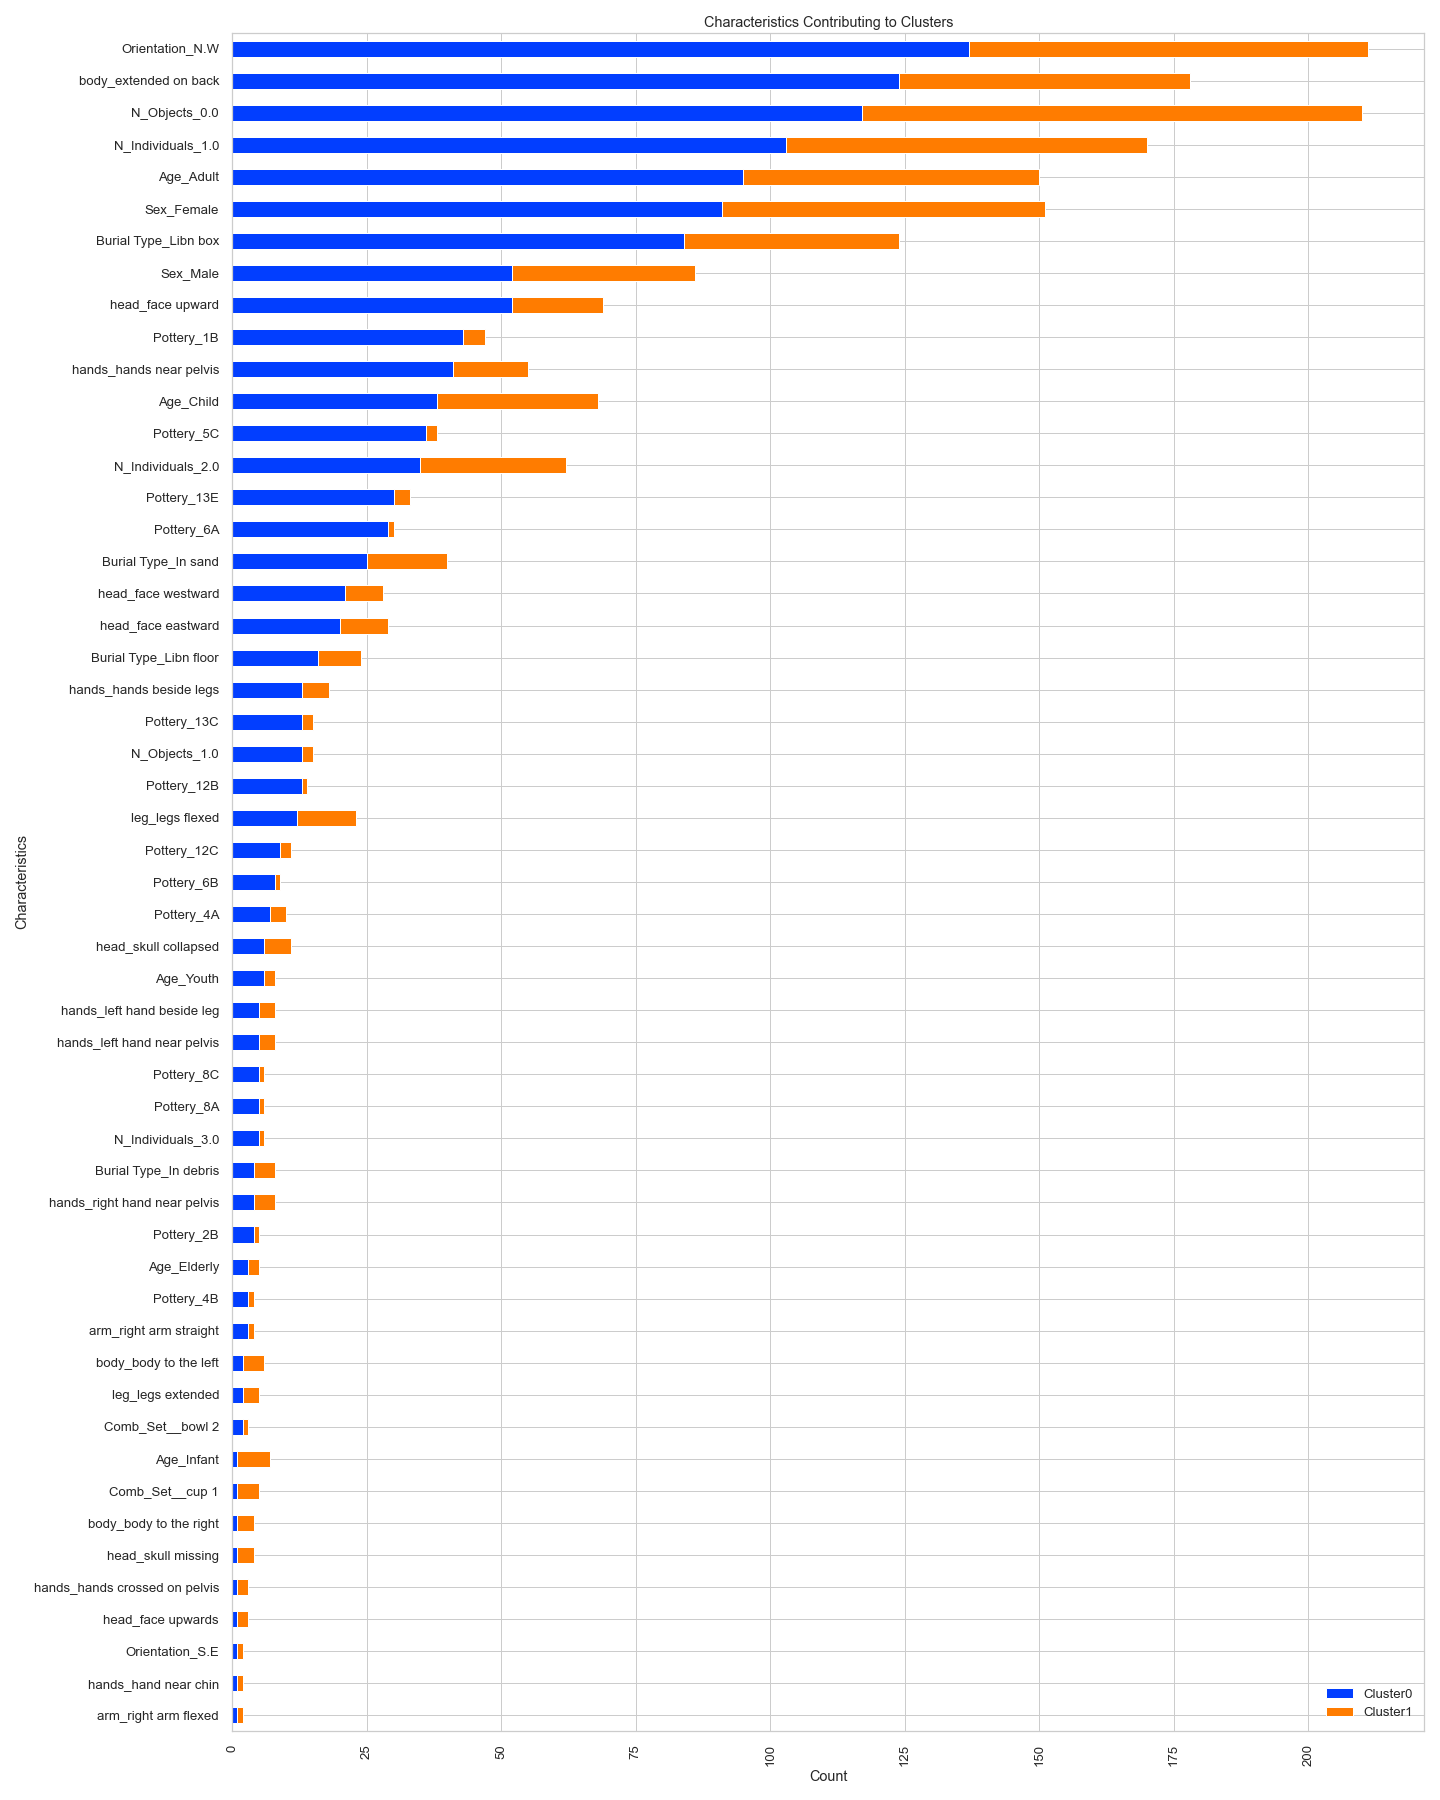 Characteristics Contributing to Clusters
Orientation_N.W
body_extended on back
N_Objects_0.0
N_Individuals_1.0
Age_Adult
Sex_Female
Burial Type_Libn box
Sex_Male
head_face upward
Pottery_1B
hands_hands near pelvis
Age_Child
Pottery_5C
N_Individuals_2.0
Pottery_13E
Pottery_6A
Burial Type_In sand
head_face westward
head_face eastward
Burial Type_Libn floor
hands_hands beside legs
Pottery_13C
N_Objects_1.0
Pottery_12B
leg_legs flexed
Pottery_12C
Pottery_6B
Pottery_4A
head_skull collapsed
Age_Youth
hands_left hand beside leg
hands_left hand near pelvis
Pottery_8C
Pottery_8A
N_Individuals_3.0
Burial Type_In debris
hands_right hand near pelvis
Pottery_2B
Age_Elderly
Pottery_4B
arm_right arm straight
body_body to the left
leg_legs extended
Comb_Set__bowl 2
Age_Infant
Comb_Set__cup 1
body_body to the right
head_skull missing
hands_hands crossed on pelvis
head_face upwards
Orientation_S.E
hands_hand near chin
arm_right arm flexed
Characteristics
Cluster0
Cluster1
0 25 50 75 100 125 150 175 200
Count